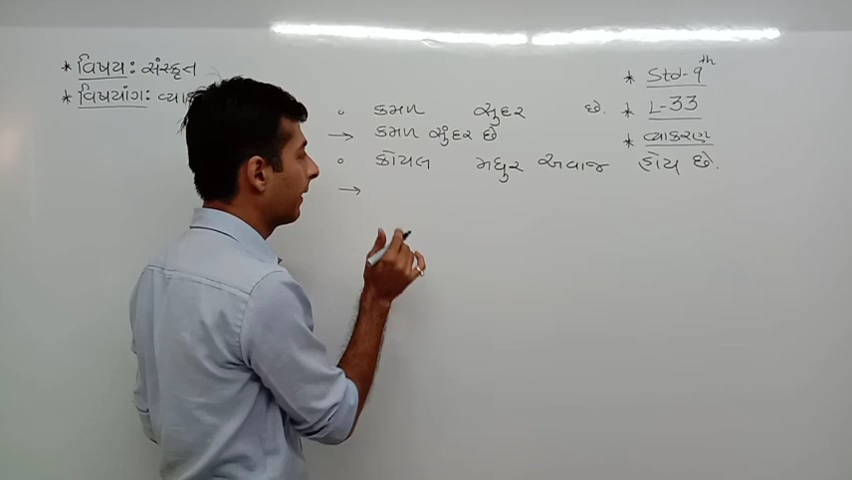 * વિષય: સંસ્કૃત
* વિષયાંગ: વ્યાક
• કમળ સુંદર છે.
→ કમળ સુંદર છે
• કોયલ મધુર અવાજ હોય છે.
→
* Std-9th
* L-33
* વ્યાકરણ